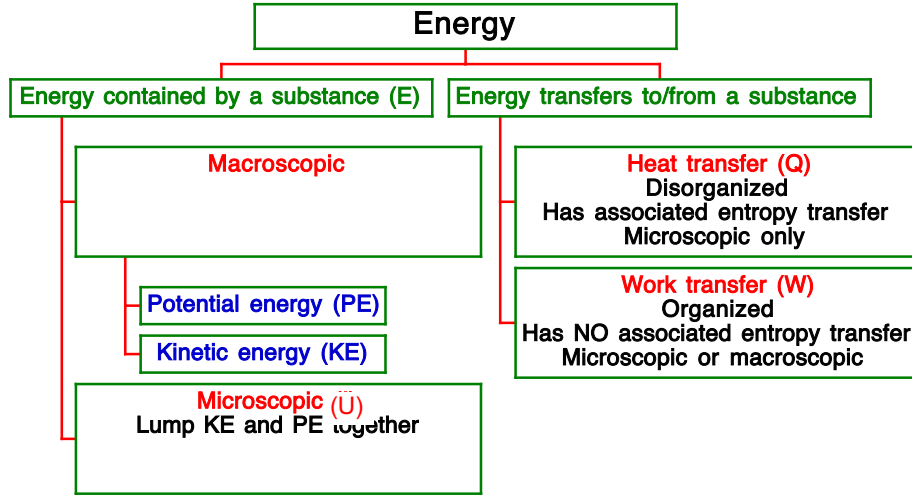 Energy
Energy contained by a substance (E)
Energy transfers to/from a substance
Macroscopic
Potential energy (PE)
Kinetic energy (KE)
Microscopic (U)
Lump KE and PE together
Heat transfer (Q)
Disorganized
Has associated entropy transfer
Microscopic only
Work transfer (W)
Organized
Has NO associated entropy transfer
Microscopic or macroscopic